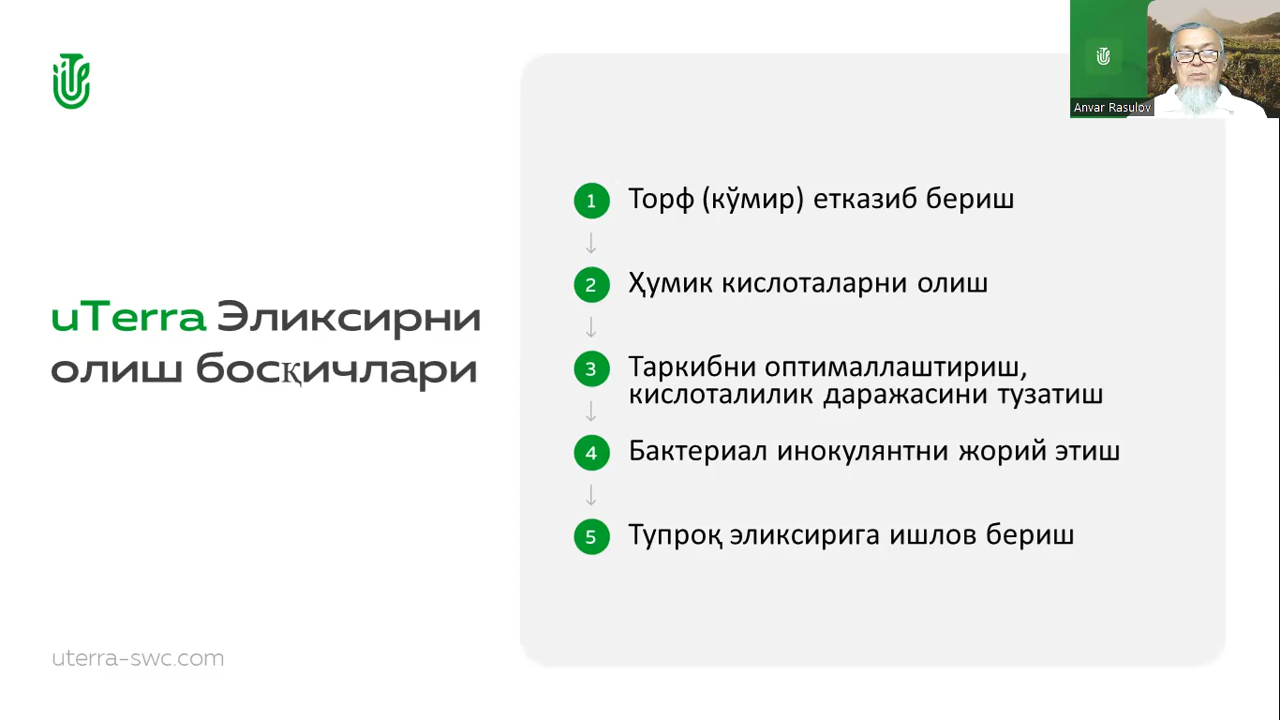 uTerra Эликсирни
олиш босқичлари
1 Торф (кўмир) етказиб бериш
↓
2 Ҳумик кислоталарни олиш
↓
3 Таркибни оптималлаштириш,
кислоталилик даражасини тузатиш
↓
4 Бактериал инокулянтни жорий этиш
↓
5 Тупроқ эликсирига ишлов бериш
uterra-swc.com
Anvar Rasulov